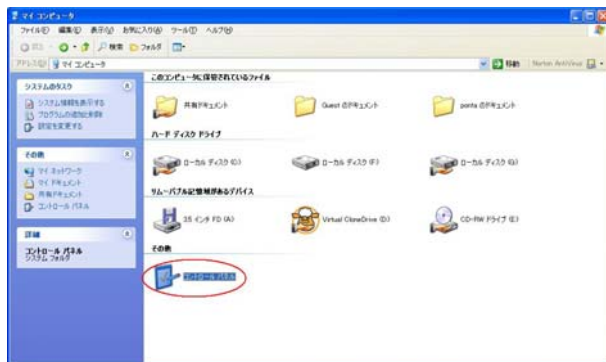 マイ コンピュータ
ファイル(F) 編集(E) 表示(V) お気に入り(A) ツール(T) ヘルプ(H)
戻る 検索 フォルダ
アドレス(D) マイ コンピュータ 移動 Norton AntiVirus
システムのタスク
システム情報を表示する
プログラムの追加と削除
設定を変更する
その他
マイ ネットワーク
マイ ドキュメント
共有ドキュメント
コントロール パネル
詳細
コントロール パネル
システム フォルダ
このコンピュータに保管されているファイル
共有ドキュメント
Guest のドキュメント
ponta のドキュメント
ハード ディスク ドライブ
ローカル ディスク (C:)
ローカル ディスク (F:)
ローカル ディスク (G:)
リムーバブル記憶域があるデバイス
3.5 インチ FD (A:)
Virtual CloneDrive (D:)
CD-RW ドライブ (E:)
その他
コントロール パネル